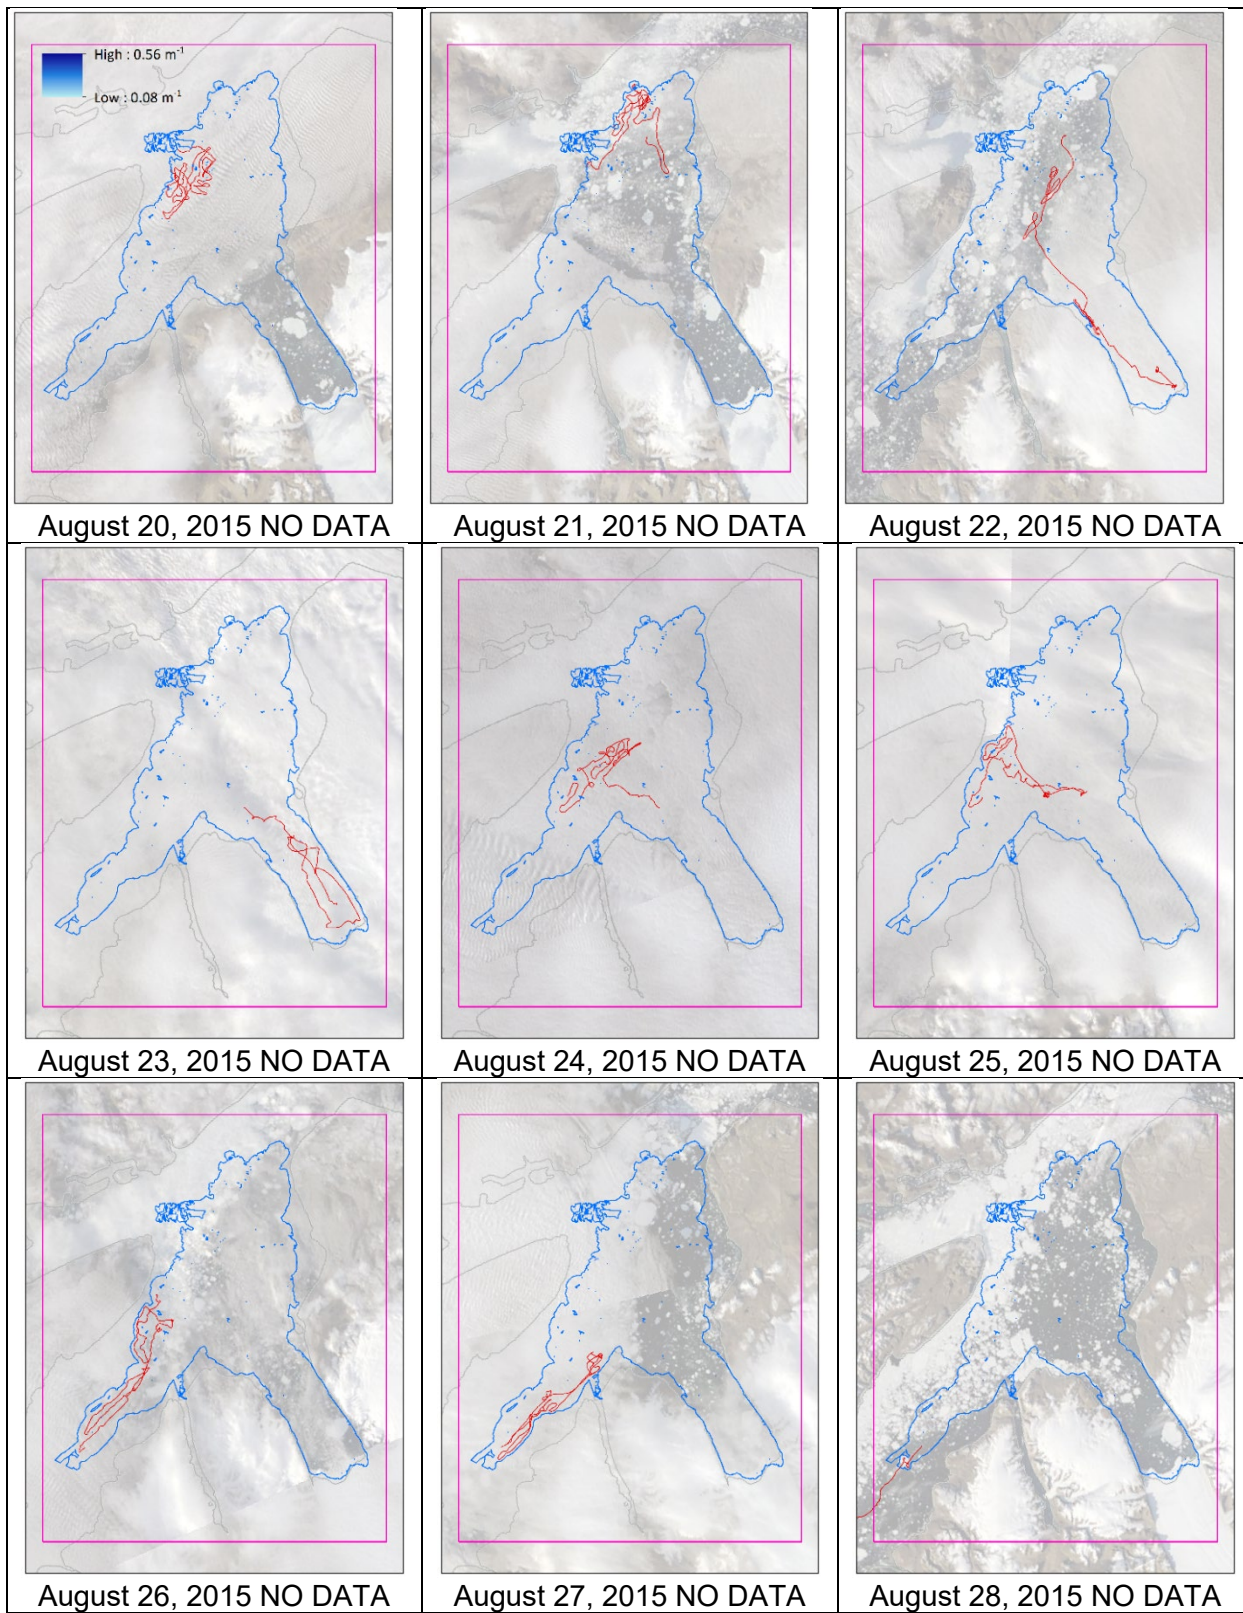 High : 0.56 m⁻¹
Low : 0.08 m⁻¹
August 20, 2015 NO DATA
August 21, 2015 NO DATA
August 22, 2015 NO DATA
August 23, 2015 NO DATA
August 24, 2015 NO DATA
August 25, 2015 NO DATA
August 26, 2015 NO DATA
August 27, 2015 NO DATA
August 28, 2015 NO DATA